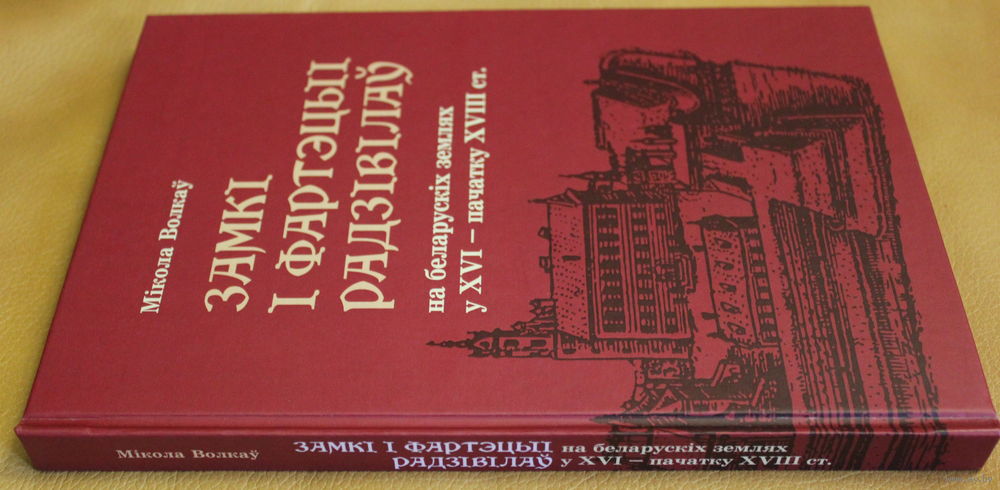 Мікола Волкаў
ЗАМКІ
І ФАРТЭЦЫІ
РАДЗІВІЛАЎ
на беларускіх землях
у XVI – пачатку XVIII ст.
Мікола Волкаў
ЗАМКІ І ФАРТЭЦЫІ
РАДЗІВІЛАЎ
на беларускіх землях
у XVI – пачатку XVIII ст.